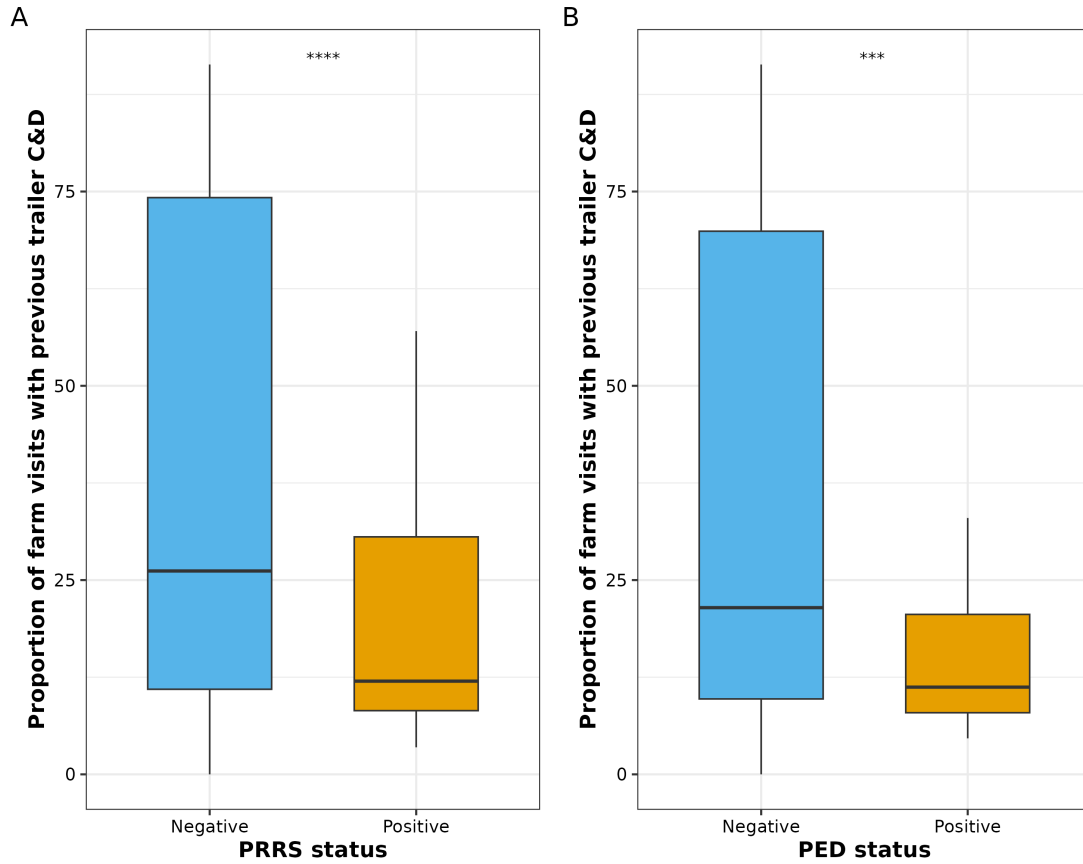 A
****
Proportion of farm visits with previous trailer C&D
75
50
25
0
Negative
Positive
PRRS status
B
***
Proportion of farm visits with previous trailer C&D
75
50
25
0
Negative
Positive
PED status